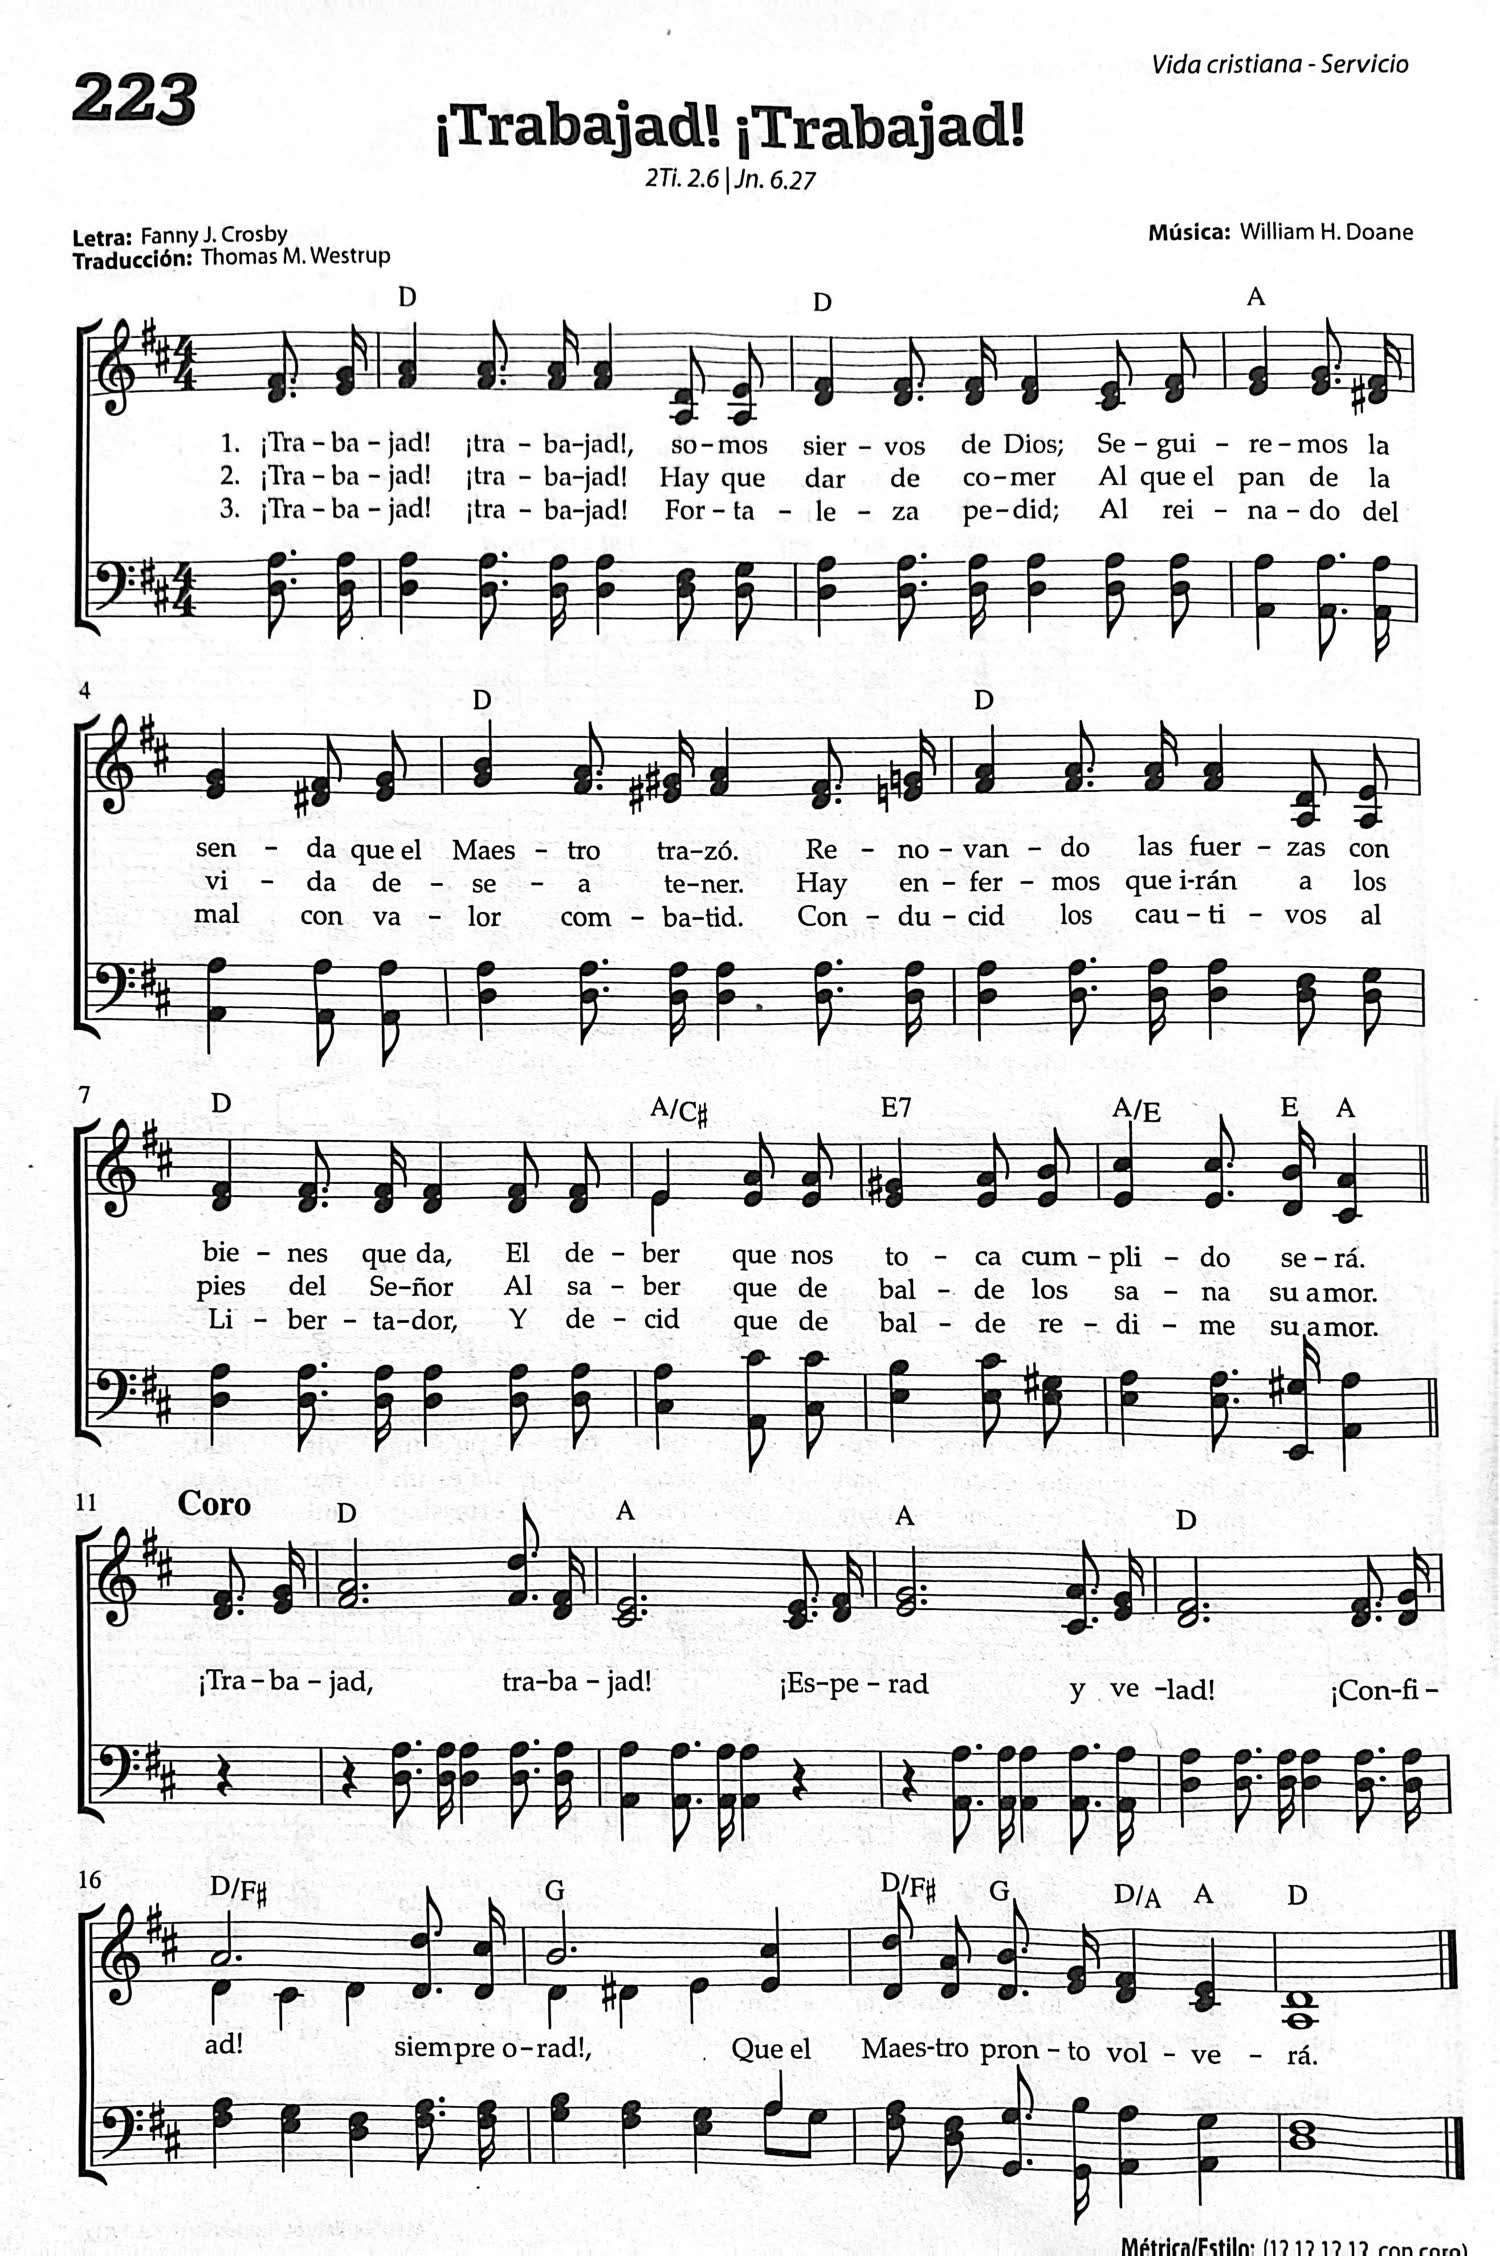 Vida cristiana - Servicio
223
¡Trabajad! ¡Trabajad!
2Ti. 2.6 | Jn. 6.27
Letra: Fanny J. Crosby
Música: William H. Doane
Traducción: Thomas M. Westrup
D D A
1. ¡Tra – ba – jad! ¡tra – ba–jad!, so–mos sier – vos de Dios; Se – gui – re–mos la
2. ¡Tra – ba – jad! ¡tra – ba–jad! Hay que dar de co–mer Al que el pan de la
3. ¡Tra – ba – jad! ¡tra – ba–jad! For – ta – le – za pe–did; Al rei – na – do del
4
D D
sen – da que el Maes – tro tra–zó. Re – no – van – do las fuer – zas con
vi – da de – se – a te–ner. Hay en – fer – mos que i-rán a los
mal con va – lor com – ba–tid. Con – du – cid los cau – ti – vos al
7
D A/C♯ E7 A/E E A
bie – nes que da, El de – ber que nos to – ca cum – pli – do se – rá.
pies del Se–ñor Al sa – ber que de bal – de los sa – na su amor.
Li – ber – ta–dor, Y de – cid que de bal – de re – di – me su amor.
11
Coro
D A A D
¡Tra – ba – jad, tra–ba – jad! ¡Es–pe – rad y ve –lad! ¡Con–fi –
16
D/F♯ G D/F♯ G D/A A D
ad! siempre o–rad!, Que el Maes-tro pron – to vol – ve – rá.
Métrica/Estilo: (12.12.12.12. con coro)